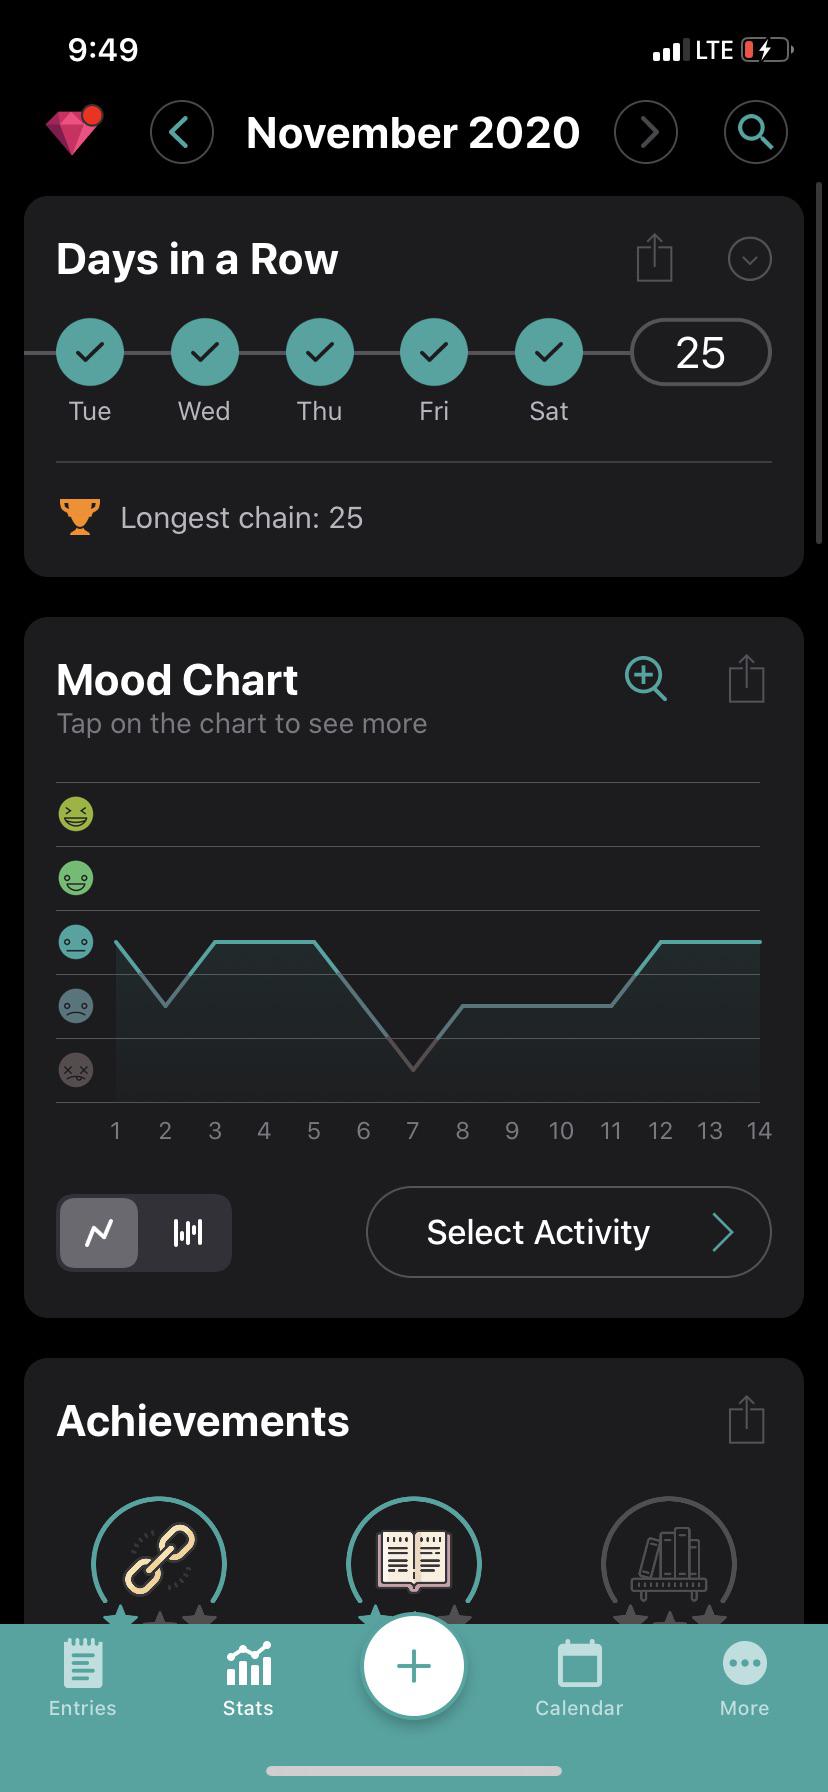 9:49 LTE
November 2020
Days in a Row
25
Tue Wed Thu Fri Sat
Longest chain: 25
Mood Chart
Tap on the chart to see more
1 2 3 4 5 6 7 8 9 10 11 12 13 14
Select Activity
Achievements
Entries Stats Calendar More